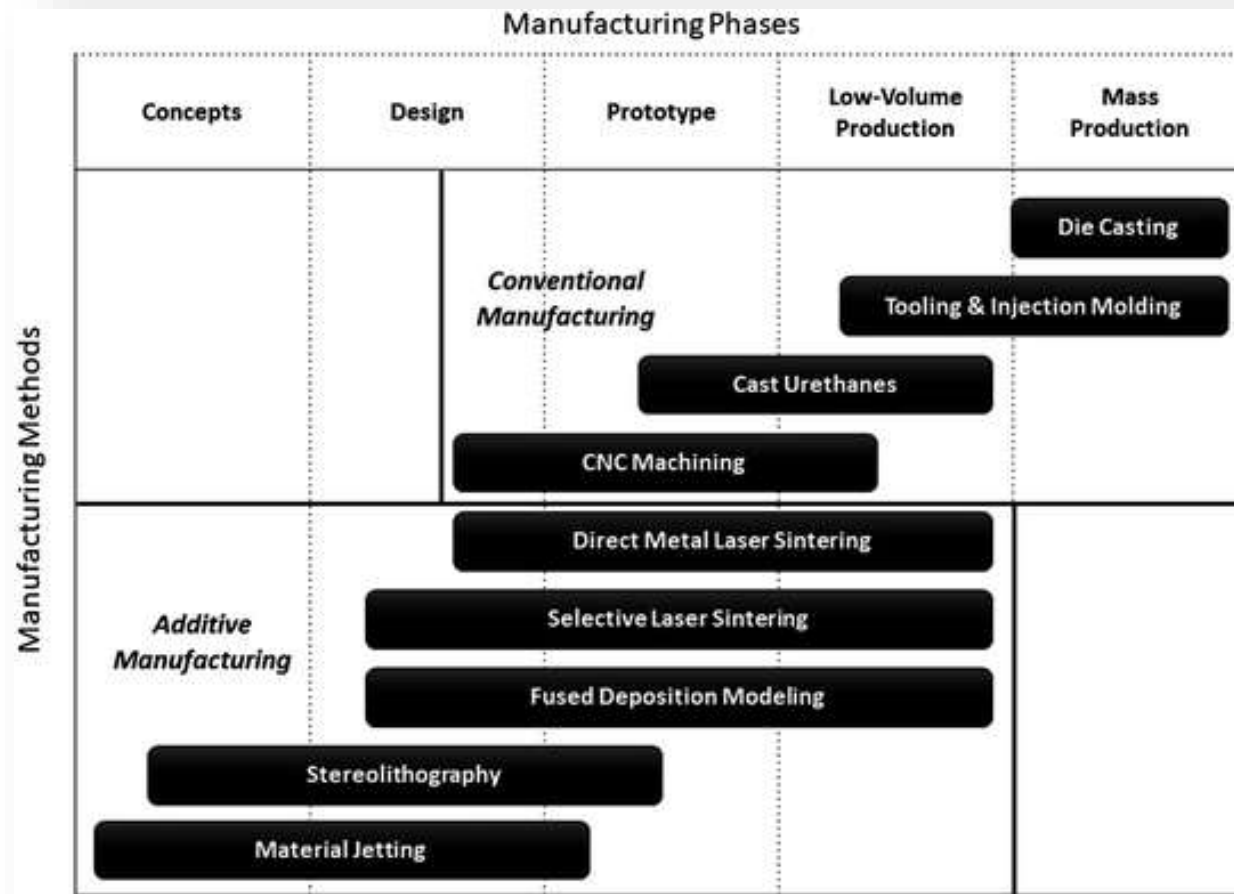 Manufacturing Phases
Concepts
Design
Prototype
Low-Volume
Production
Mass
Production
Manufacturing Methods
Conventional
Manufacturing
Die Casting
Tooling & Injection Molding
Cast Urethanes
CNC Machining
Additive
Manufacturing
Direct Metal Laser Sintering
Selective Laser Sintering
Fused Deposition Modeling
Stereolithography
Material Jetting